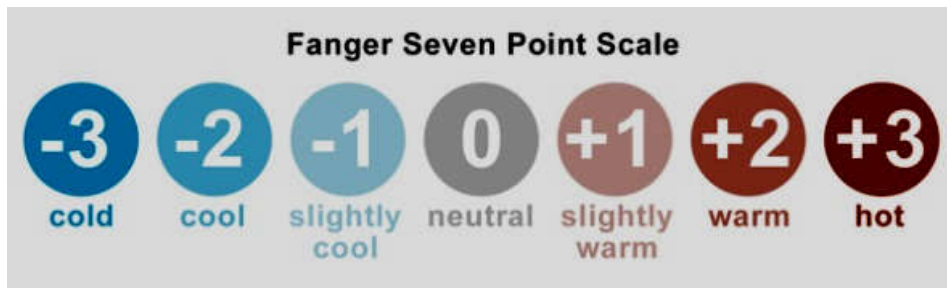 Fanger Seven Point Scale
-3 -2 -1 0 +1 +2 +3
cold cool slightly cool neutral slightly warm warm hot